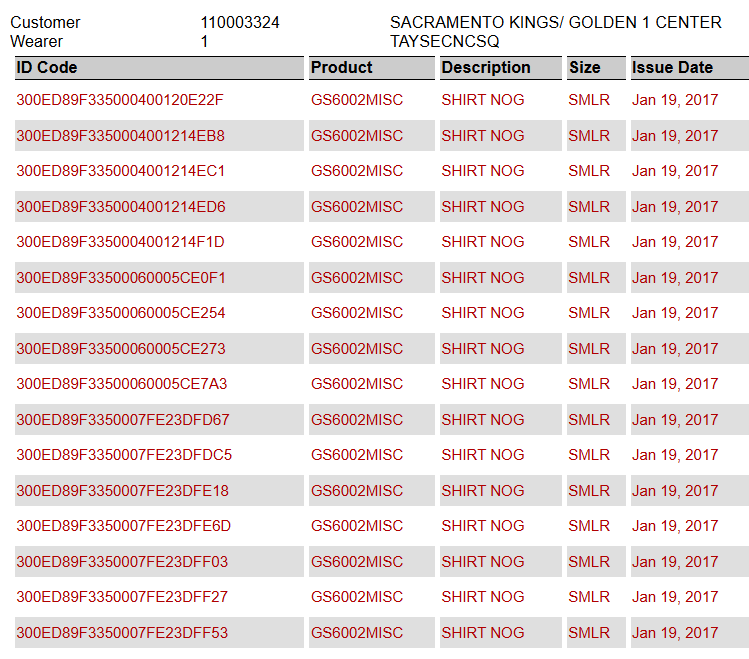 Customer 110003324 SACRAMENTO KINGS/ GOLDEN 1 CENTER
Wearer 1 TAYSECNCSQ
ID Code Product Description Size Issue Date
300ED89F335000400120E22F GS6002MISC SHIRT NOG SMLR Jan 19, 2017
300ED89F3350004001214EB8 GS6002MISC SHIRT NOG SMLR Jan 19, 2017
300ED89F3350004001214EC1 GS6002MISC SHIRT NOG SMLR Jan 19, 2017
300ED89F3350004001214ED6 GS6002MISC SHIRT NOG SMLR Jan 19, 2017
300ED89F3350004001214F1D GS6002MISC SHIRT NOG SMLR Jan 19, 2017
300ED89F33500060005CE0F1 GS6002MISC SHIRT NOG SMLR Jan 19, 2017
300ED89F33500060005CE254 GS6002MISC SHIRT NOG SMLR Jan 19, 2017
300ED89F33500060005CE273 GS6002MISC SHIRT NOG SMLR Jan 19, 2017
300ED89F33500060005CE7A3 GS6002MISC SHIRT NOG SMLR Jan 19, 2017
300ED89F3350007FE23DFD67 GS6002MISC SHIRT NOG SMLR Jan 19, 2017
300ED89F3350007FE23DFDC5 GS6002MISC SHIRT NOG SMLR Jan 19, 2017
300ED89F3350007FE23DFE18 GS6002MISC SHIRT NOG SMLR Jan 19, 2017
300ED89F3350007FE23DFE6D GS6002MISC SHIRT NOG SMLR Jan 19, 2017
300ED89F3350007FE23DFF03 GS6002MISC SHIRT NOG SMLR Jan 19, 2017
300ED89F3350007FE23DFF27 GS6002MISC SHIRT NOG SMLR Jan 19, 2017
300ED89F3350007FE23DFF53 GS6002MISC SHIRT NOG SMLR Jan 19, 2017